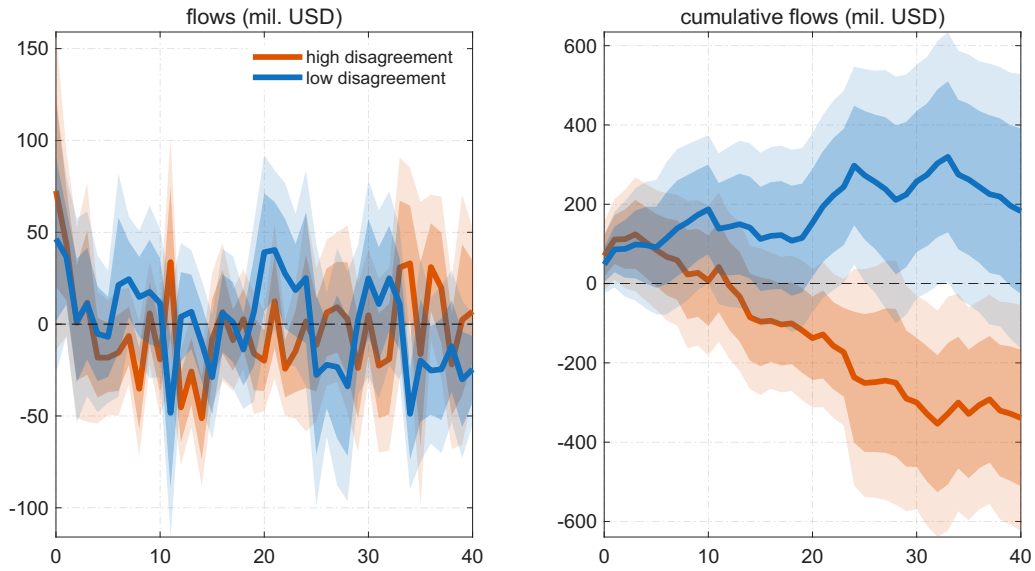 flows (mil. USD)
150
100
50
0
-50
-100
0 10 20 30 40
high disagreement
low disagreement
cumulative flows (mil. USD)
600
400
200
0
-200
-400
-600
0 10 20 30 40